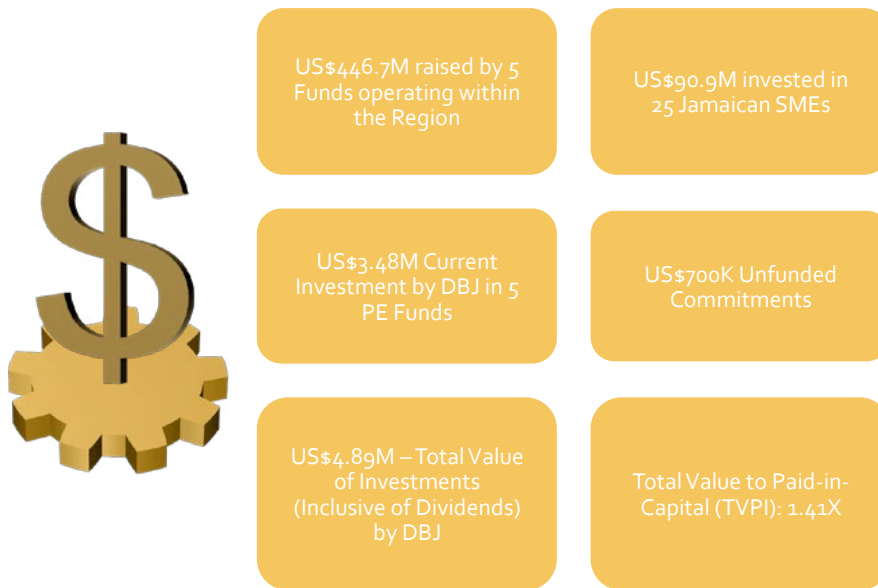 US$446.7M raised by 5
Funds operating within
the Region
US$90.9M invested in
25 Jamaican SMEs
US$3.48M Current
Investment by DBJ in 5
PE Funds
US$700K Unfunded
Commitments
US$4.89M – Total Value
of Investments
(Inclusive of Dividends)
by DBJ
Total Value to Paid-in-
Capital (TVPI): 1.41X